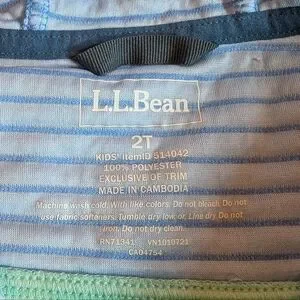 L.L.Bean
2T
KIDS' ItemID 514042
100% POLYESTER
EXCLUSIVE OF TRIM
MADE IN CAMBODIA
Machine wash cold. With like colors. Do not bleach. Do not
use fabric softeners. Tumble dry low, or Line dry. Do not
iron. Do not dry clean.
RN71341 VN1010721
CA04754